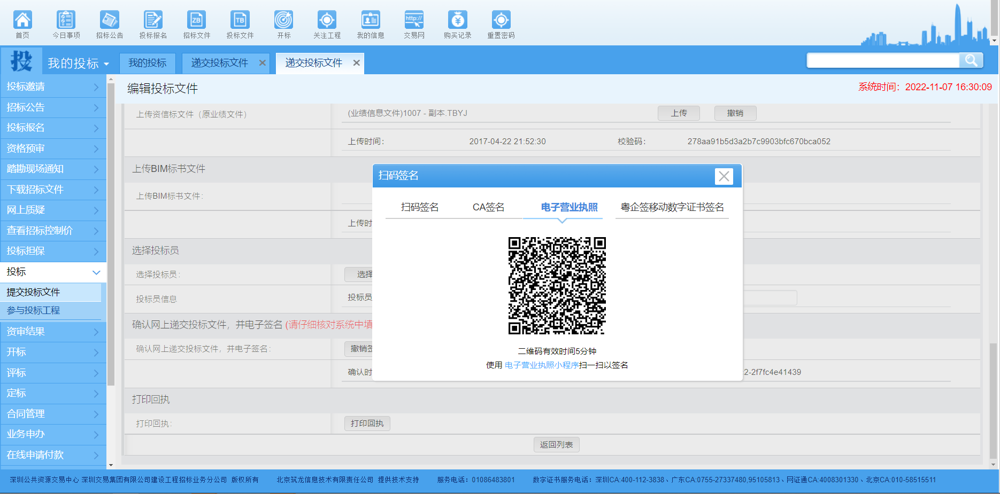 首页 今日事项 招标公告 投标报名 招标文件 投标文件 开标 关注工程 我的信息 交易网 购买记录 重置密码
ZB TB http://
投 我的投标 我的投标 递交投标文件 递交投标文件
编辑投标文件 系统时间：2022-11-07 16:30:09
投标邀请
招标公告
投标报名
资格预审
踏勘现场通知
下载招标文件
网上质疑
查看招标控制价
投标担保
投标
提交投标文件
参与投标工程
资审结果
开标
评标
定标
合同管理
业务申办
在线申请付款
上传资信标文件（原业绩文件） (业绩信息文件)1007 - 副本.TBYJ 上传 撤销
上传时间： 2017-04-22 21:52:30 校验码： 278aa91b5d3a2b7c9903bfc670bca052
上传BIM标书文件
上传BIM标书文件：
上传时
选择投标员
选择投标员： 选择
投标员信息 投标员
确认网上递交投标文件，并电子签名 (请仔细核对系统中填
确认网上递交投标文件，并电子签名： 撤销签
确认时 2-2f7fc4e41439
打印回执
打印回执： 打印回执
返回列表
扫码签名
扫码签名 CA签名 电子营业执照 粤企签移动数字证书签名
二维码有效时间5分钟
使用 电子营业执照小程序扫一扫以签名
深圳公共资源交易中心 深圳交易集团有限公司建设工程招标业务分公司 版权所有 北京筑龙信息技术有限责任公司 提供技术支持 服务电话：01086483801 数字证书服务电话：深圳CA:400-112-3838、广东CA:0755-27337480,95105813、网证通CA:4008301330、北京CA:010-58515511